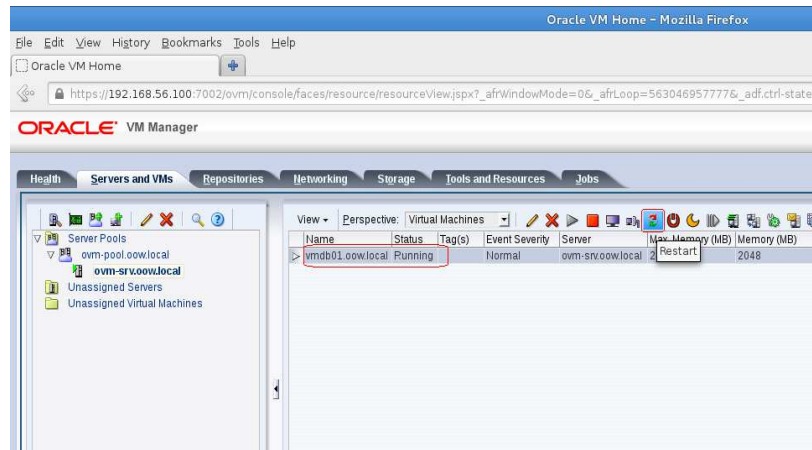 Oracle VM Home - Mozilla Firefox
File Edit View History Bookmarks Tools Help
Oracle VM Home
https://192.168.56.100:7002/ovm/console/faces/resource/resourceView.jspx?_afrWindowMode=0&_afrLoop=563046957777&_adf.ctrl-state
ORACLE VM Manager
Health Servers and VMs Repositories Networking Storage Tools and Resources Jobs
View Perspective: Virtual Machines
Server Pools
ovm-pool.oow.local
ovm-srv.oow.local
Unassigned Servers
Unassigned Virtual Machines
Name Status Tag(s) Event Severity Server Max. Memory (MB) Memory (MB)
vmdb01.oow.local Running Normal ovm-srv.oow.local 2048
Restart